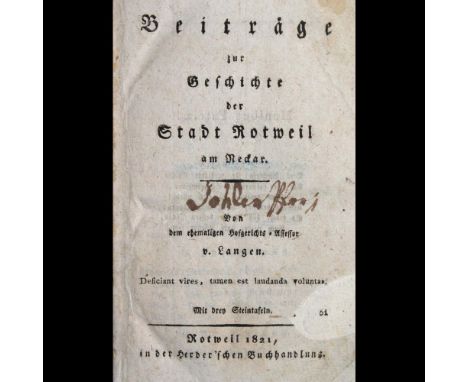 Beiträge
zur
Geschichte
der
Stadt Rotweil
am Neckar.
Von
dem ehemaligen Hofgerichts-Assessor
v. Langen.
Deficiant vires, tamen est laudanda voluntas.
Mit drey Steintafeln.
61
Rotweil 1821,
in der Herder'schen Buchhandlung.